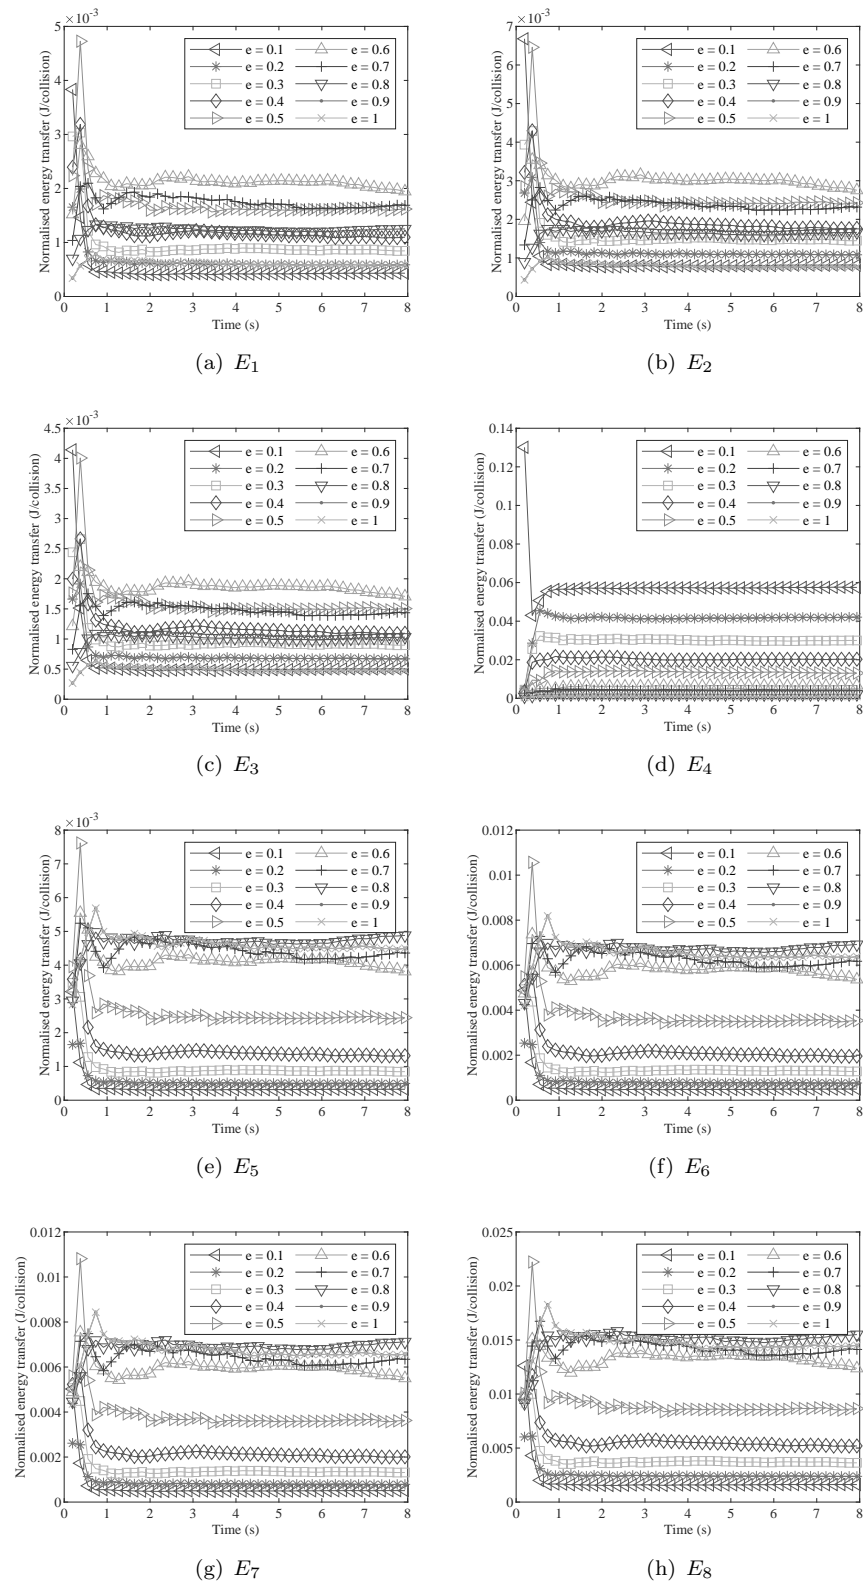 ×10⁻³
5
4
3
2
1
0
Normalised energy transfer (J/collision)
e = 0.1 e = 0.6
e = 0.2 e = 0.7
e = 0.3 e = 0.8
e = 0.4 e = 0.9
e = 0.5 e = 1
0 1 2 3 4 5 6 7 8
Time (s)
(a) E₁
×10⁻³
7
6
5
4
3
2
1
0
Normalised energy transfer (J/collision)
e = 0.1 e = 0.6
e = 0.2 e = 0.7
e = 0.3 e = 0.8
e = 0.4 e = 0.9
e = 0.5 e = 1
0 1 2 3 4 5 6 7 8
Time (s)
(b) E₂
×10⁻³
4.5
4
3.5
3
2.5
2
1.5
1
0.5
0
Normalised energy transfer (J/collision)
e = 0.1 e = 0.6
e = 0.2 e = 0.7
e = 0.3 e = 0.8
e = 0.4 e = 0.9
e = 0.5 e = 1
0 1 2 3 4 5 6 7 8
Time (s)
(c) E₃
0.14
0.12
0.10
0.08
0.06
0.04
0.02
0
Normalised energy transfer (J/collision)
e = 0.1 e = 0.6
e = 0.2 e = 0.7
e = 0.3 e = 0.8
e = 0.4 e = 0.9
e = 0.5 e = 1
0 1 2 3 4 5 6 7 8
Time (s)
(d) E₄
×10⁻³
8
7
6
5
4
3
2
1
0
Normalised energy transfer (J/collision)
e = 0.1 e = 0.6
e = 0.2 e = 0.7
e = 0.3 e = 0.8
e = 0.4 e = 0.9
e = 0.5 e = 1
0 1 2 3 4 5 6 7 8
Time (s)
(e) E₅
0.012
0.01
0.008
0.006
0.004
0.002
0
Normalised energy transfer (J/collision)
e = 0.1 e = 0.6
e = 0.2 e = 0.7
e = 0.3 e = 0.8
e = 0.4 e = 0.9
e = 0.5 e = 1
0 1 2 3 4 5 6 7 8
Time (s)
(f) E₆
0.012
0.01
0.008
0.006
0.004
0.002
0
Normalised energy transfer (J/collision)
e = 0.1 e = 0.6
e = 0.2 e = 0.7
e = 0.3 e = 0.8
e = 0.4 e = 0.9
e = 0.5 e = 1
0 1 2 3 4 5 6 7 8
Time (s)
(g) E₇
0.025
0.02
0.015
0.01
0.005
0
Normalised energy transfer (J/collision)
e = 0.1 e = 0.6
e = 0.2 e = 0.7
e = 0.3 e = 0.8
e = 0.4 e = 0.9
e = 0.5 e = 1
0 1 2 3 4 5 6 7 8
Time (s)
(h) E₈